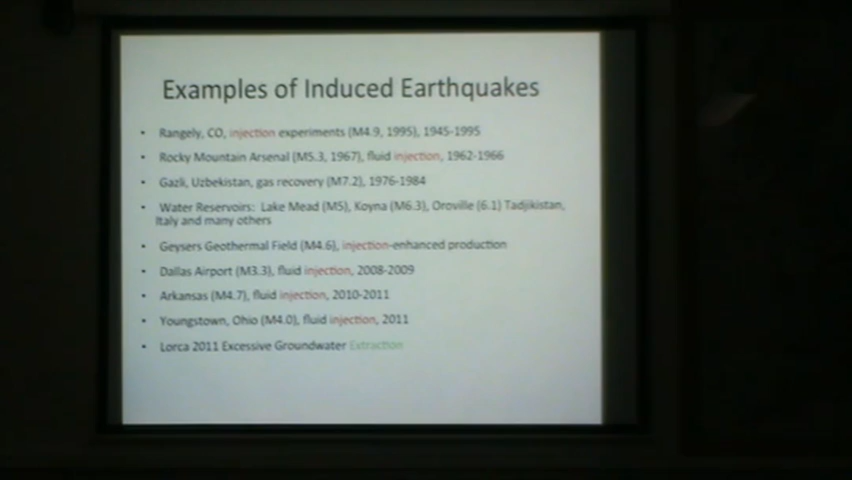 Examples of Induced Earthquakes
• Rangely, CO, injection experiments (M4.9, 1995), 1945-1995
• Rocky Mountain Arsenal (M5.3, 1967), fluid injection, 1962-1966
• Gazli, Uzbekistan, gas recovery (M7.2), 1976-1984
• Water Reservoirs: Lake Mead (M5), Koyna (M6.3), Oroville (6.1) Tadjikistan,
Italy and many others
• Geysers Geothermal Field (M4.6), injection-enhanced production
• Dallas Airport (M3.3), fluid injection, 2008-2009
• Arkansas (M4.7), fluid injection, 2010-2011
• Youngstown, Ohio (M4.0), fluid injection, 2011
• Lorca 2011 Excessive Groundwater Extraction